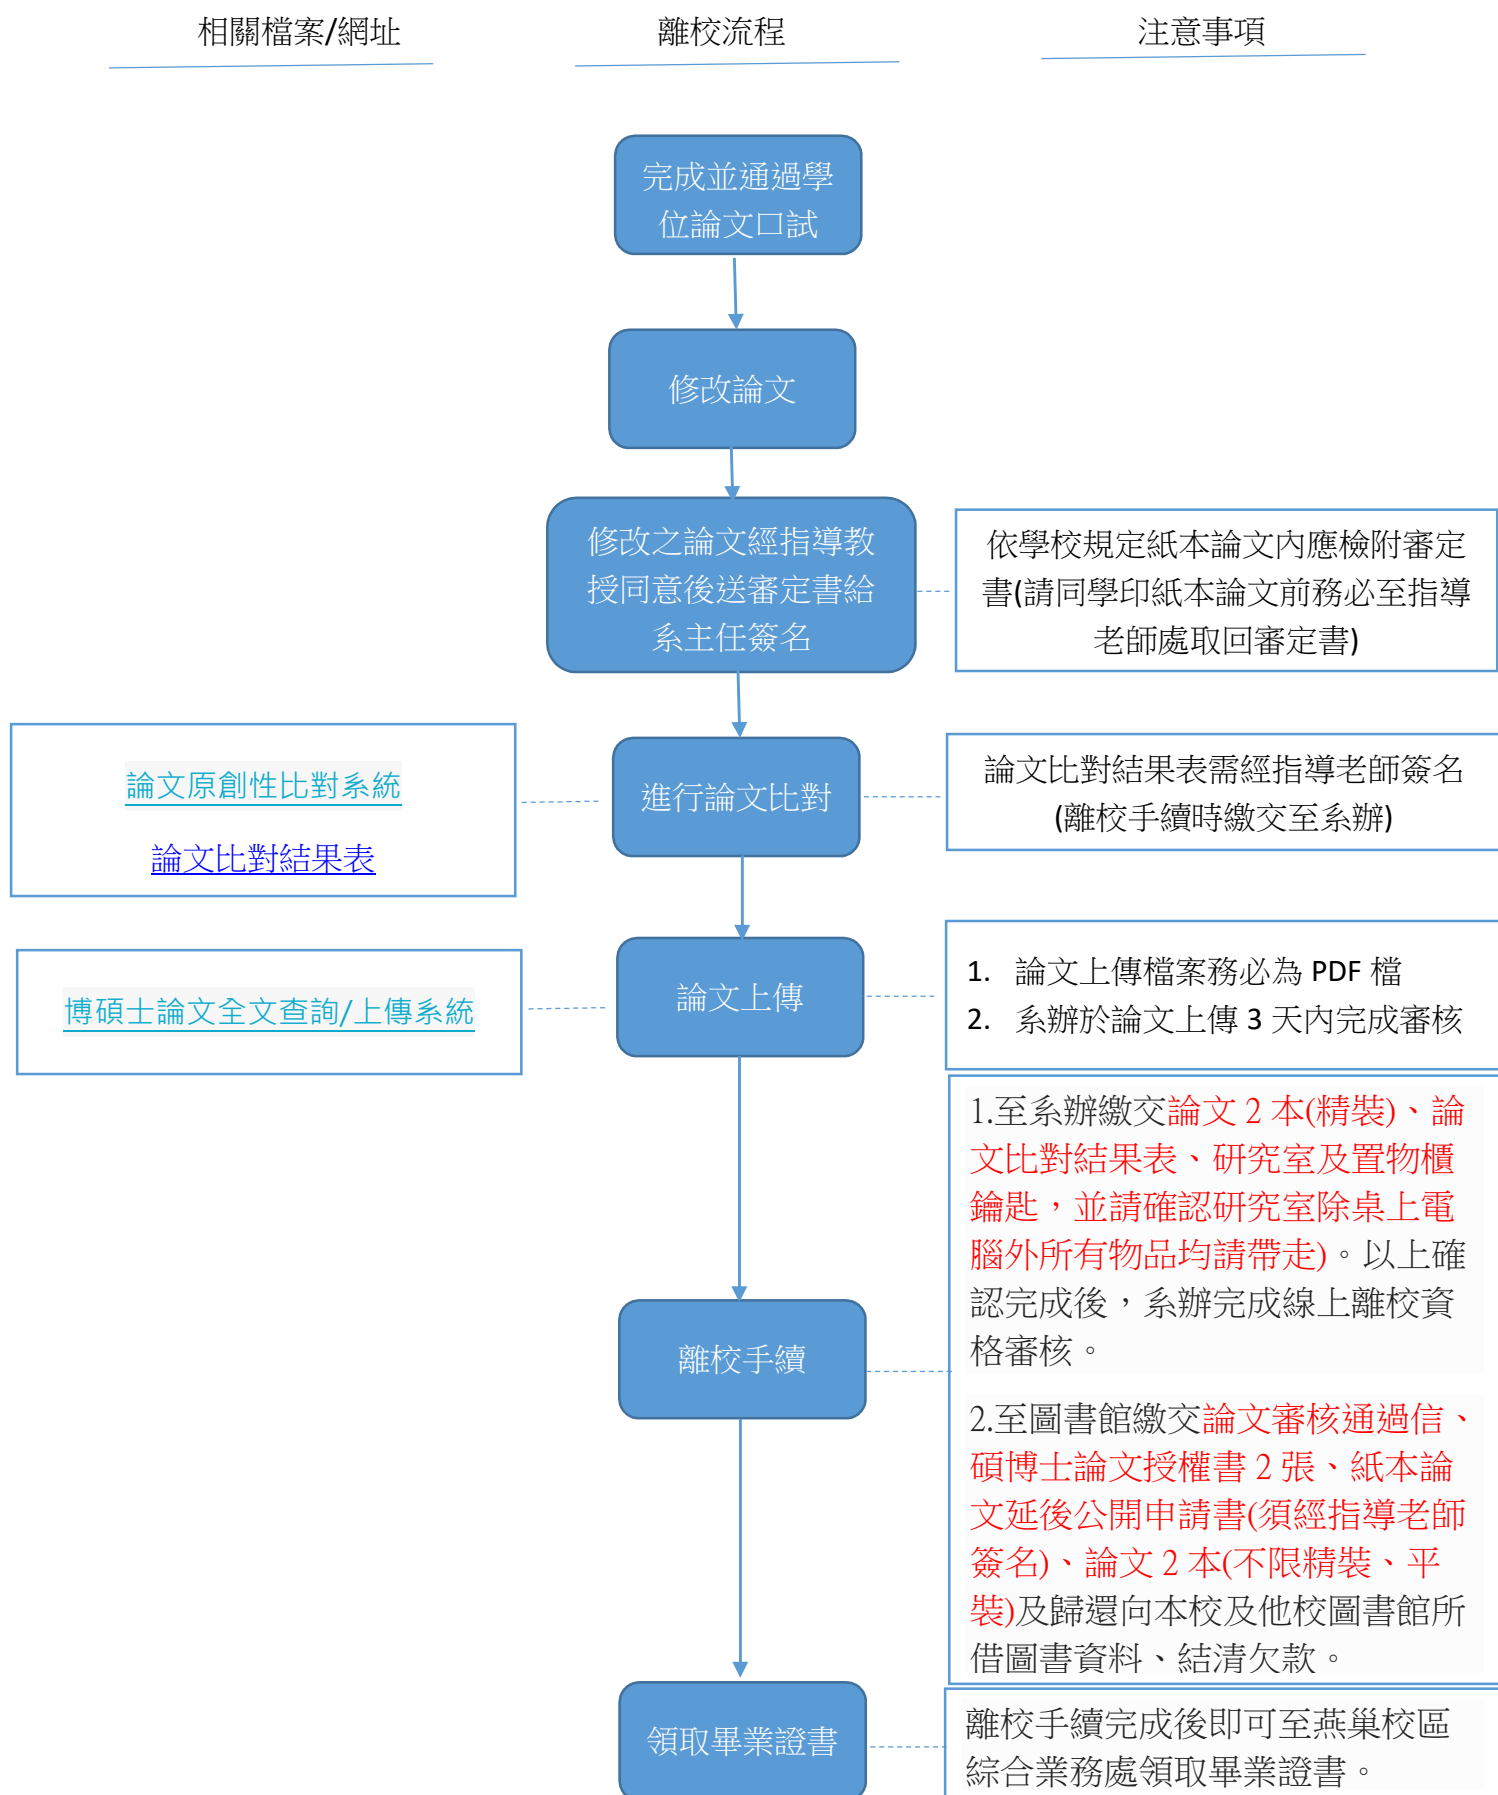 相關檔案/網址
離校流程
注意事項
完成並通過學
位論文口試
修改論文
修改之論文經指導教
授同意後送審定書給
系主任簽名
依學校規定紙本論文內應檢附審定
書(請同學印紙本論文前務必至指導
老師處取回審定書)
論文原創性比對系統
論文比對結果表
進行論文比對
論文比對結果表需經指導老師簽名
(離校手續時繳交至系辦)
博碩士論文全文查詢/上傳系統
論文上傳
1. 論文上傳檔案務必為 PDF 檔
2. 系辦於論文上傳 3 天內完成審核
離校手續
1.至系辦繳交論文 2 本(精裝)、論
文比對結果表、研究室及置物櫃
鑰匙，並請確認研究室除桌上電
腦外所有物品均請帶走)。以上確
認完成後，系辦完成線上離校資
格審核。
2.至圖書館繳交論文審核通過信、
碩博士論文授權書 2 張、紙本論
文延後公開申請書(須經指導老師
簽名)、論文 2 本(不限精裝、平
裝)及歸還向本校及他校圖書館所
借圖書資料、結清欠款。
領取畢業證書
離校手續完成後即可至燕巢校區
綜合業務處領取畢業證書。